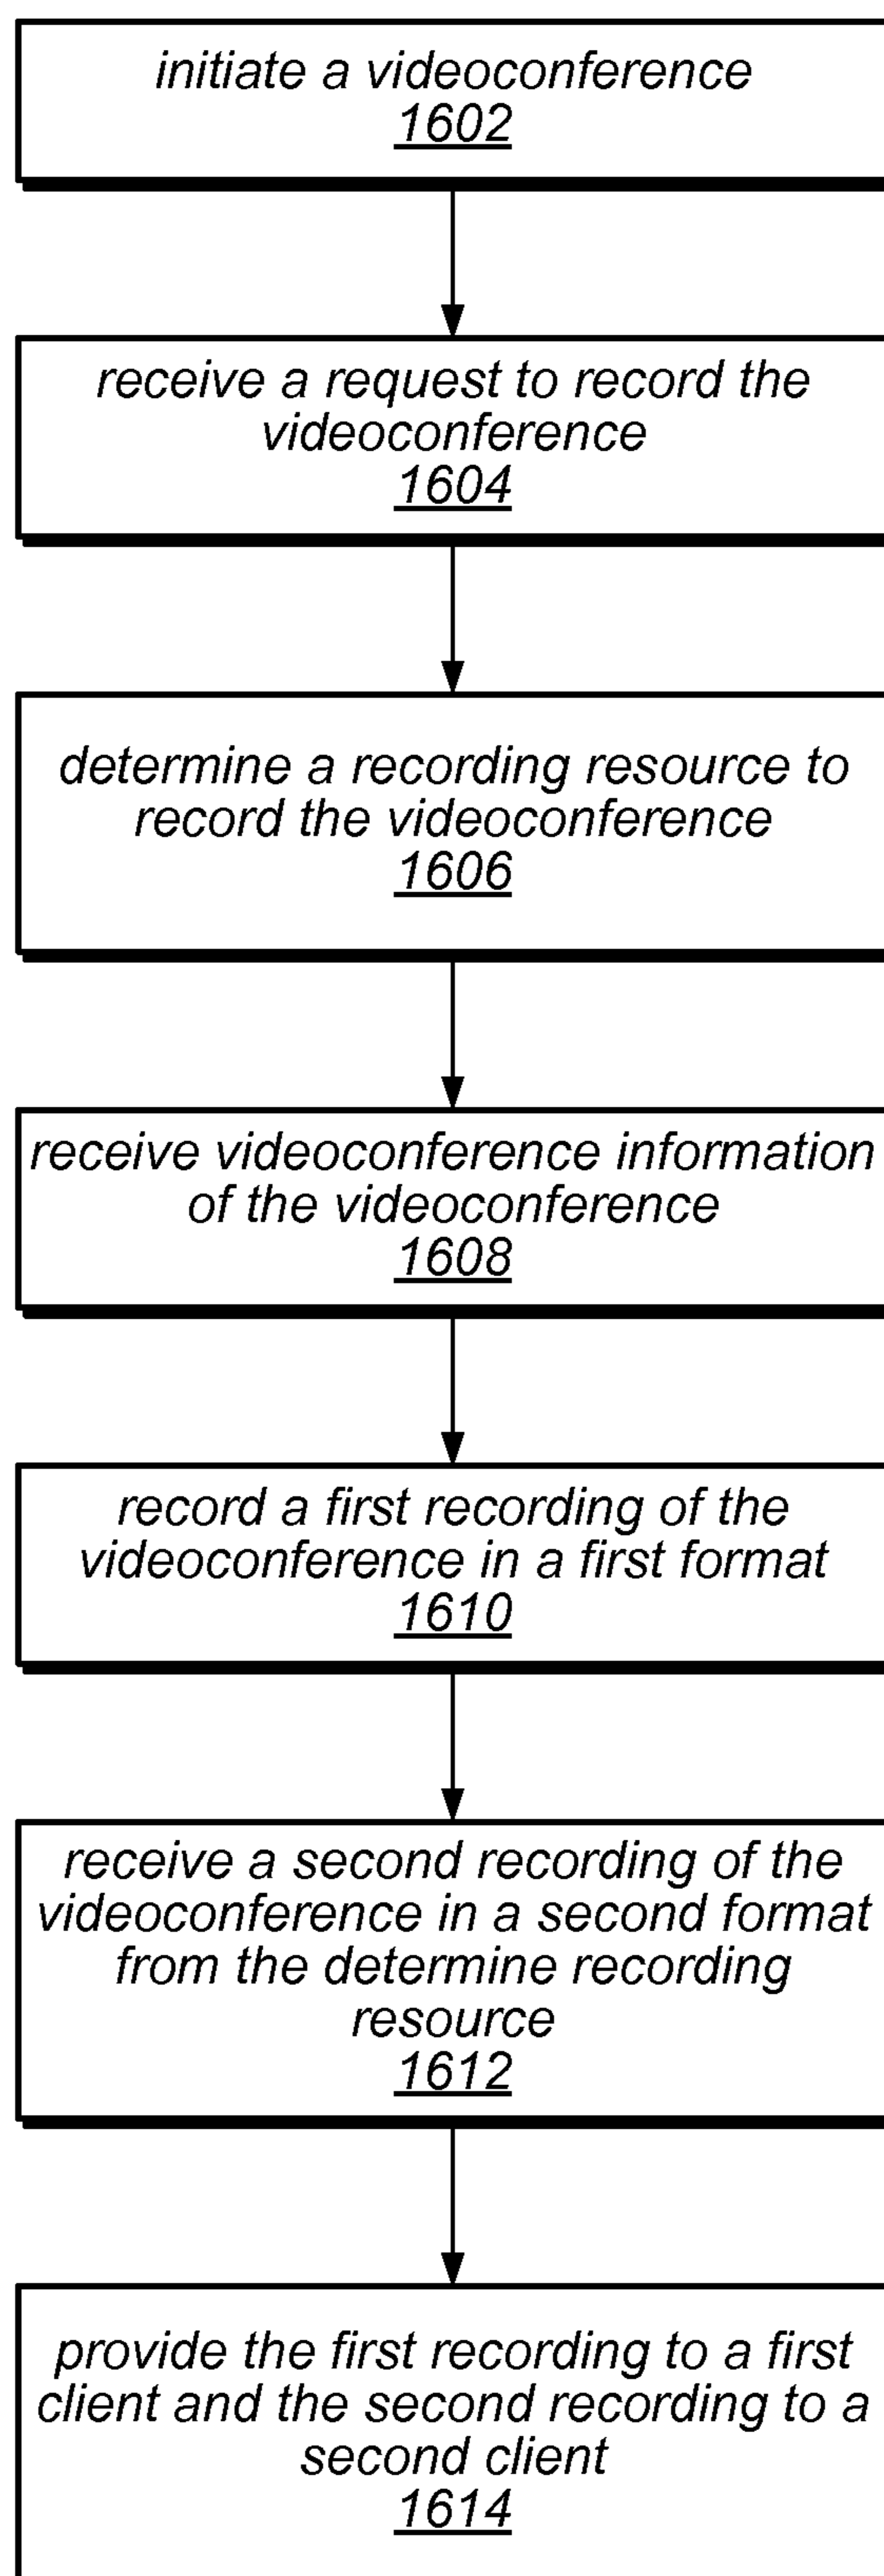 initiate a videoconference
1602
receive a request to record the
videoconference
1604
determine a recording resource to
record the videoconference
1606
receive videoconference information
of the videoconference
1608
record a first recording of the
videoconference in a first format
1610
receive a second recording of the
videoconference in a second format
from the determine recording
resource
1612
provide the first recording to a first
client and the second recording to a
second client
1614